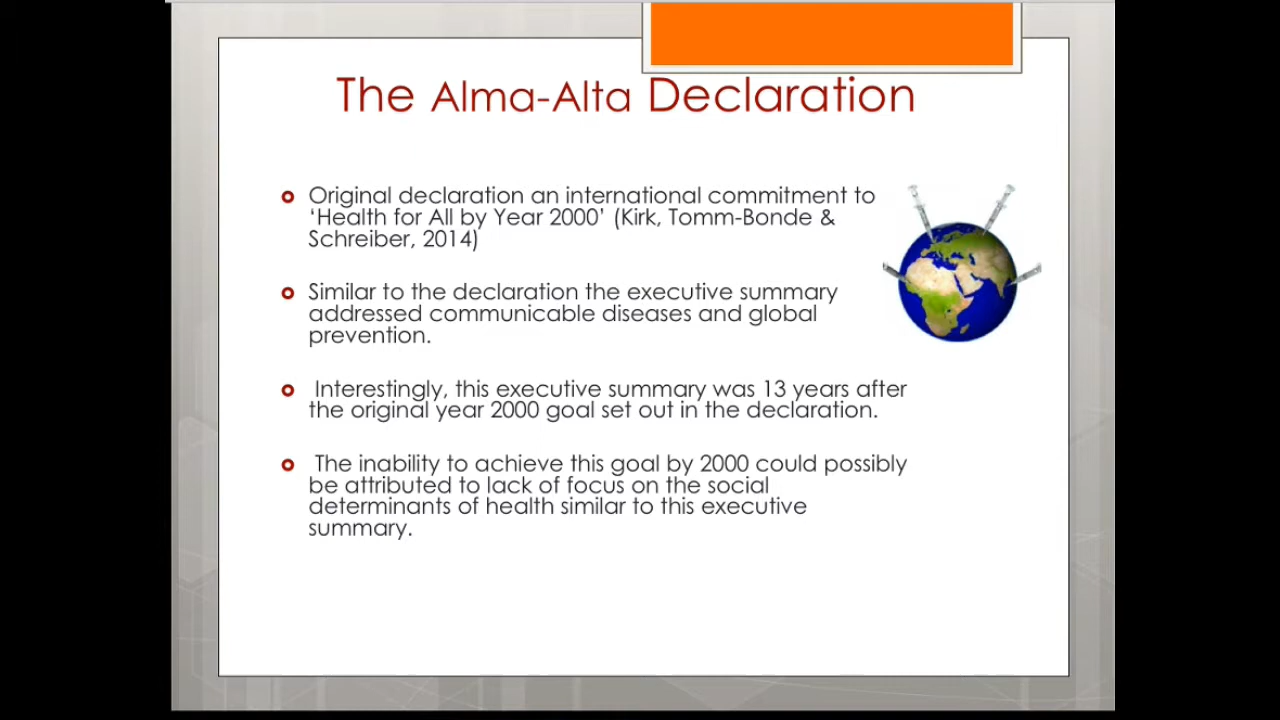 The Alma-Alta Declaration
Original declaration an international commitment to
‘Health for All by Year 2000’ (Kirk, Tomm-Bonde &
Schreiber, 2014)
Similar to the declaration the executive summary
addressed communicable diseases and global
prevention.
Interestingly, this executive summary was 13 years after
the original year 2000 goal set out in the declaration.
The inability to achieve this goal by 2000 could possibly
be attributed to lack of focus on the social
determinants of health similar to this executive
summary.